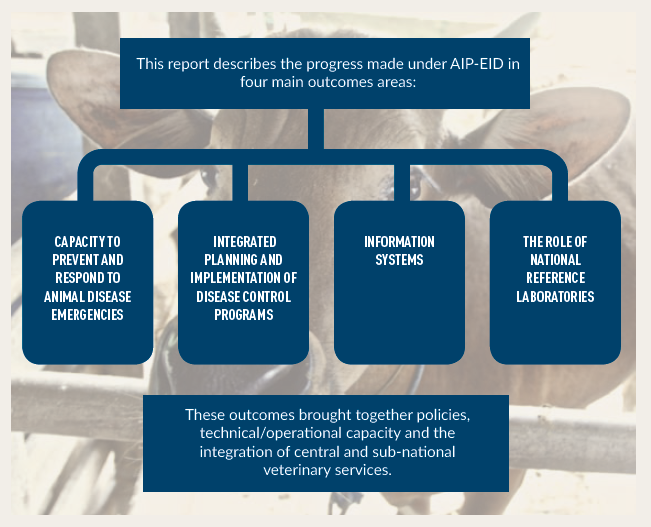 This report describes the progress made under AIP-EID in
four main outcomes areas:
CAPACITY TO
PREVENT AND
RESPOND TO
ANIMAL DISEASE
EMERGENCIES
INTEGRATED
PLANNING AND
IMPLEMENTATION OF
DISEASE CONTROL
PROGRAMS
INFORMATION
SYSTEMS
THE ROLE OF
NATIONAL
REFERENCE
LABORATORIES
These outcomes brought together policies,
technical/operational capacity and the
integration of central and sub-national
veterinary services.